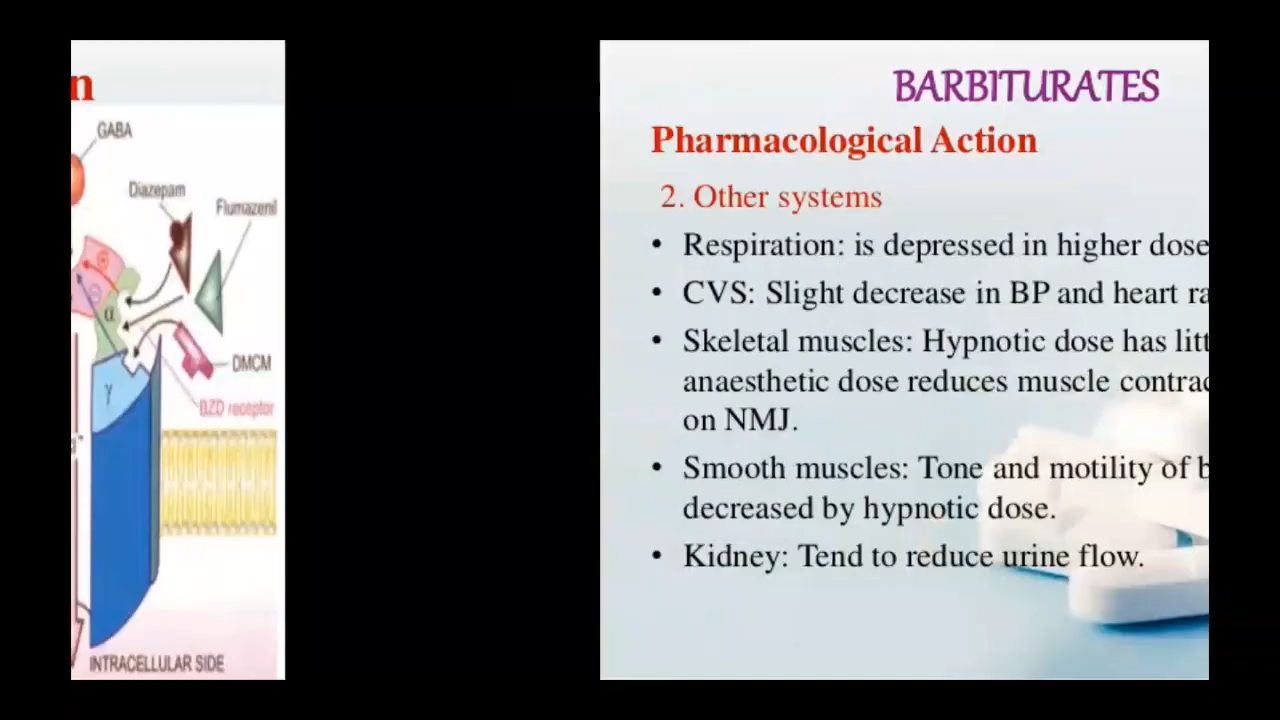 n
GABA
Diazepam
Flumazenil
α
DMCM
γ
BZD receptor
INTRACELLULAR SIDE
BARBITURATES
Pharmacological Action
2. Other systems
• Respiration: is depressed in higher dose
• CVS: Slight decrease in BP and heart ra
• Skeletal muscles: Hypnotic dose has litt
anaesthetic dose reduces muscle contrac
on NMJ.
• Smooth muscles: Tone and motility of b
decreased by hypnotic dose.
• Kidney: Tend to reduce urine flow.